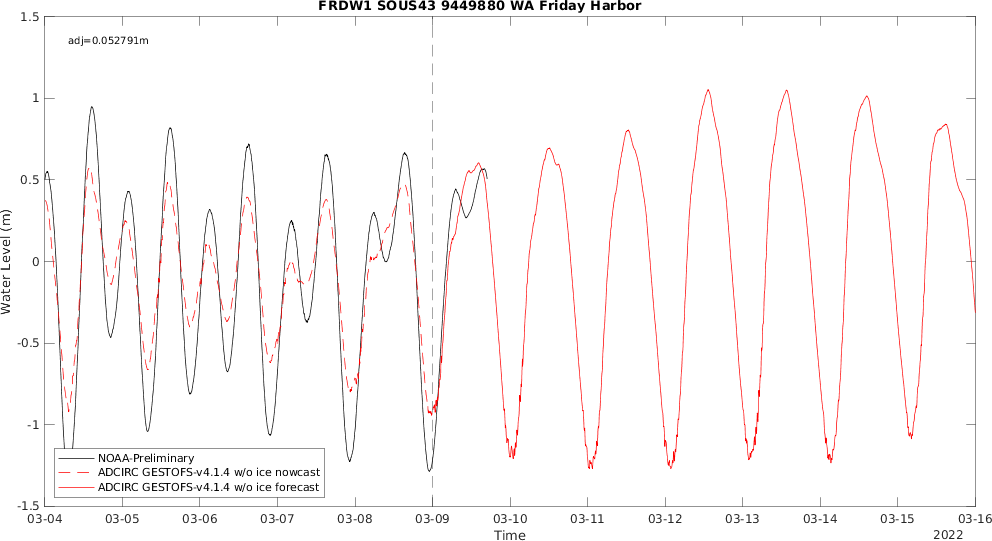 FRDW1 SOUS43 9449880 WA Friday Harbor
adj=0.052791m
1.5
1
0.5
0
-0.5
-1
-1.5
Water Level (m)
NOAA-Preliminary
ADCIRC GESTOFS-v4.1.4 w/o ice nowcast
ADCIRC GESTOFS-v4.1.4 w/o ice forecast
03-04 03-05 03-06 03-07 03-08 03-09 03-10 03-11 03-12 03-13 03-14 03-15 03-16
Time
2022